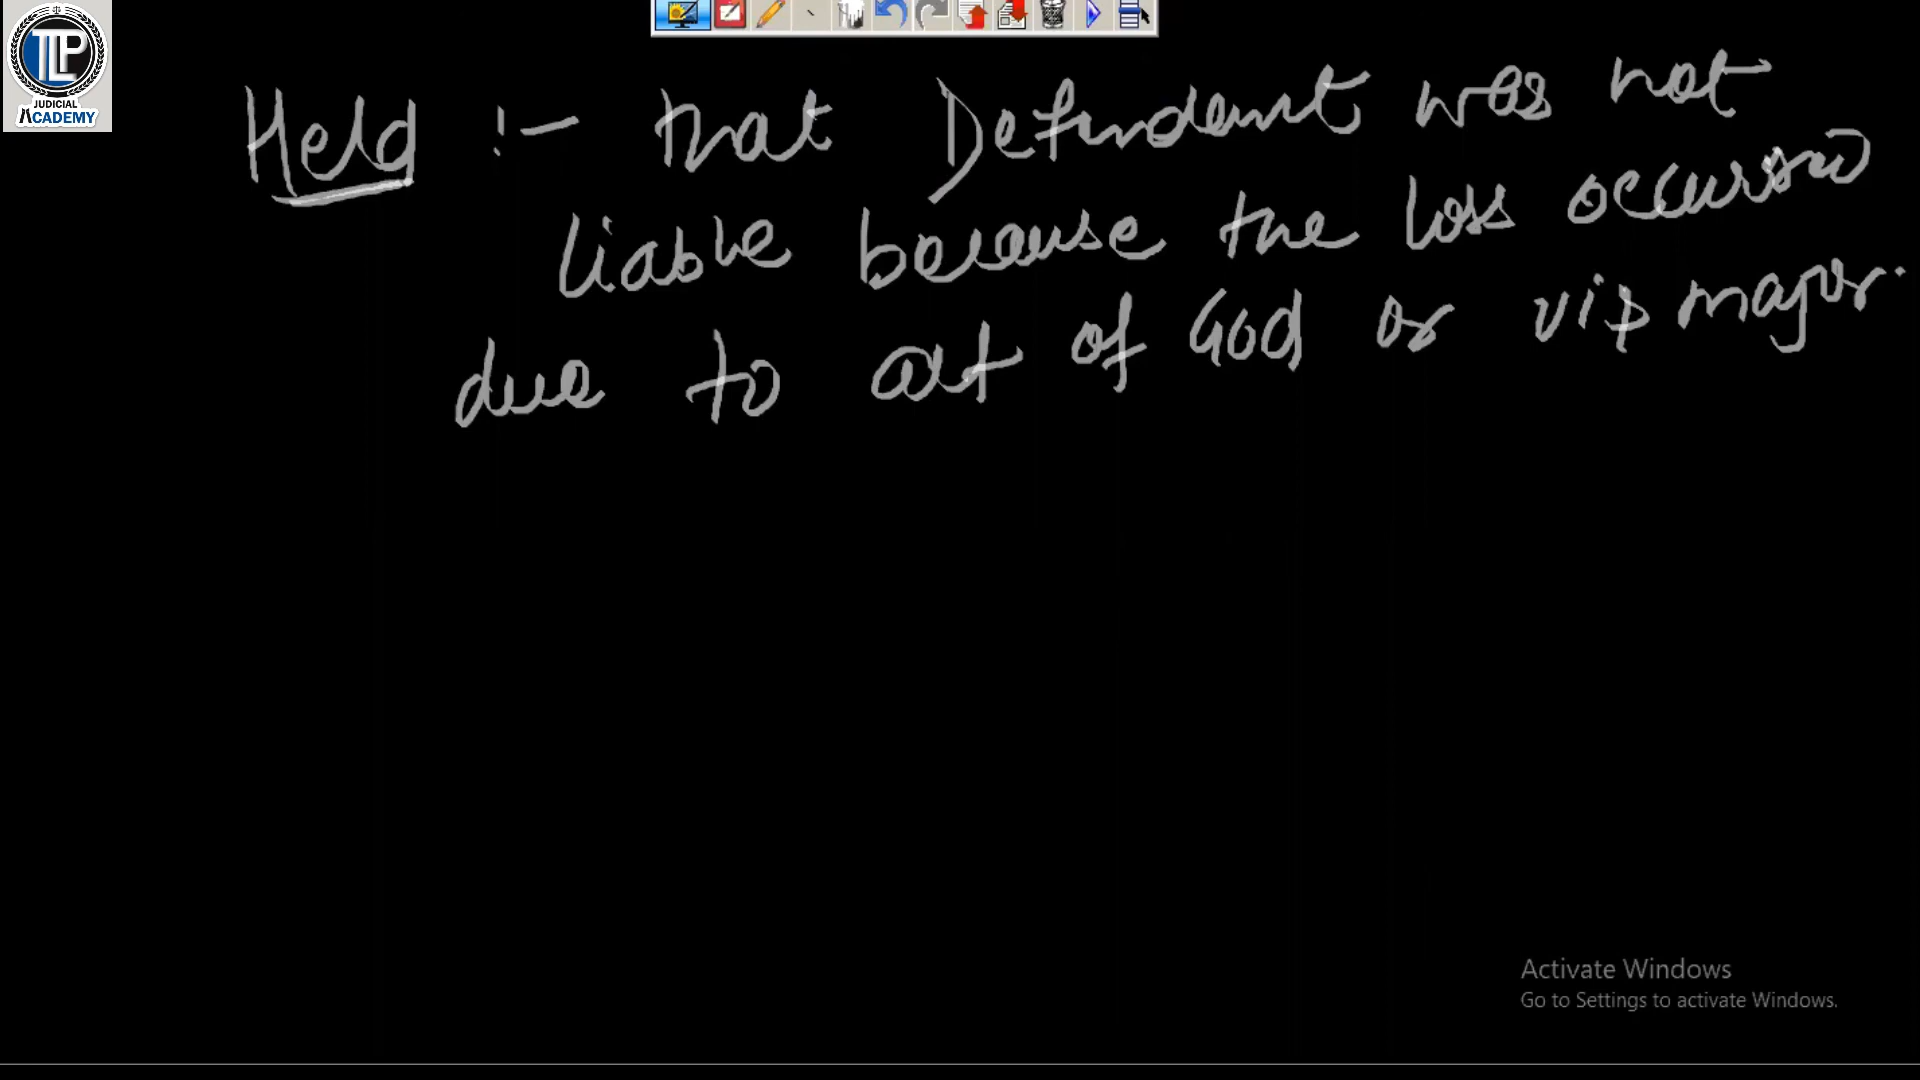 TLP
JUDICIAL
ACADEMY
Held :- that Defendant was not
liable because the loss occurred
due to act of God or vis major.
Activate Windows
Go to Settings to activate Windows.